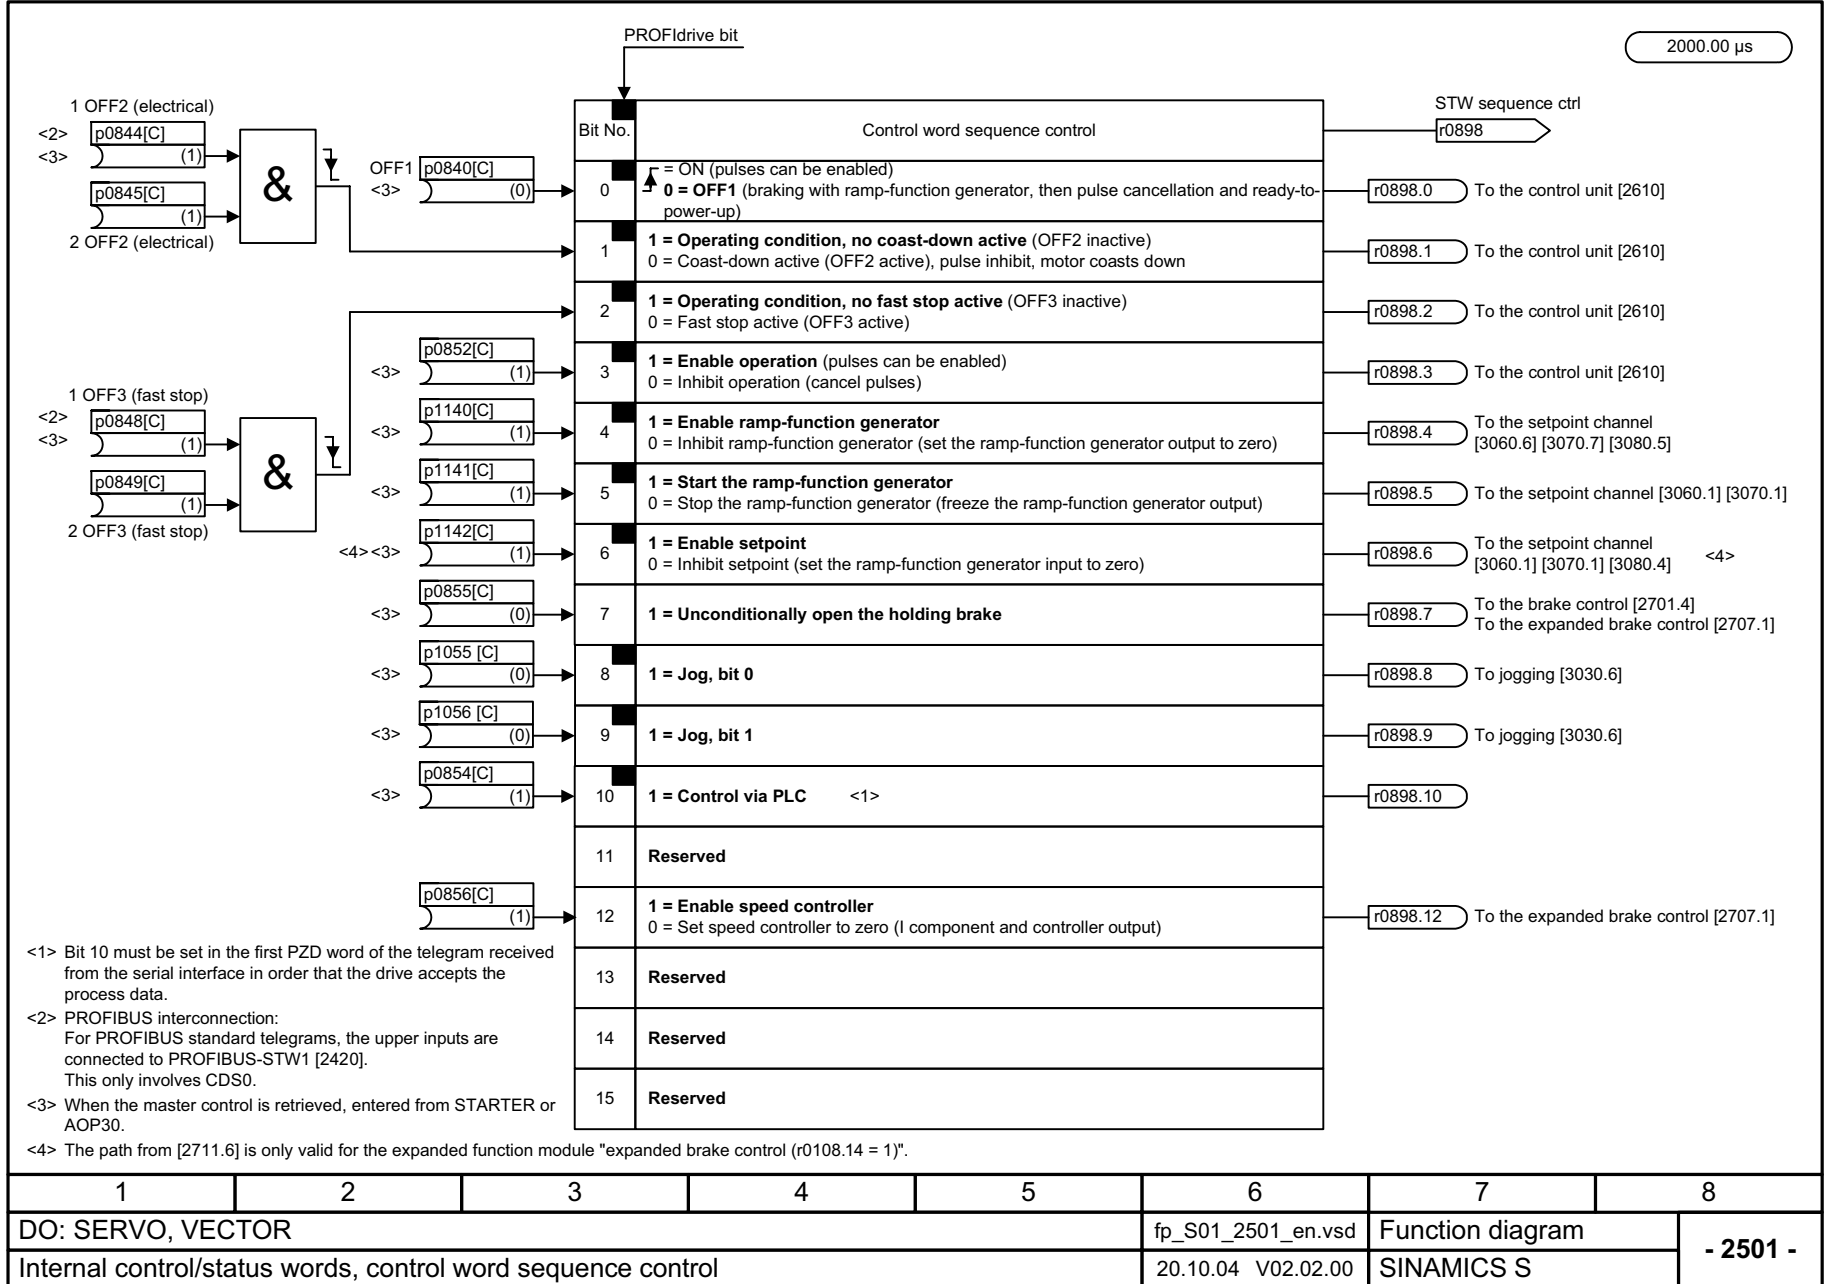 PROFIdrive bit
2000.00 µs
STW sequence ctrl
r0898
1 OFF2 (electrical)
<2>
<3>
p0844[C]
(1)
p0845[C]
(1)
2 OFF2 (electrical)
&
Bit No.
Control word sequence control
OFF1
<3>
p0840[C]
(0)
0
= ON (pulses can be enabled)
0 = OFF1 (braking with ramp-function generator, then pulse cancellation and ready-to-
power-up)
r0898.0
To the control unit [2610]
1
1 = Operating condition, no coast-down active (OFF2 inactive)
0 = Coast-down active (OFF2 active), pulse inhibit, motor coasts down
r0898.1
To the control unit [2610]
2
1 = Operating condition, no fast stop active (OFF3 inactive)
0 = Fast stop active (OFF3 active)
r0898.2
To the control unit [2610]
<3>
p0852[C]
(1)
3
1 = Enable operation (pulses can be enabled)
0 = Inhibit operation (cancel pulses)
r0898.3
To the control unit [2610]
1 OFF3 (fast stop)
<2>
<3>
p0848[C]
(1)
p0849[C]
(1)
2 OFF3 (fast stop)
&
<3>
p1140[C]
(1)
4
1 = Enable ramp-function generator
0 = Inhibit ramp-function generator (set the ramp-function generator output to zero)
r0898.4
To the setpoint channel
[3060.6] [3070.7] [3080.5]
<3>
p1141[C]
(1)
5
1 = Start the ramp-function generator
0 = Stop the ramp-function generator (freeze the ramp-function generator output)
r0898.5
To the setpoint channel [3060.1] [3070.1]
<4><3>
p1142[C]
(1)
6
1 = Enable setpoint
0 = Inhibit setpoint (set the ramp-function generator input to zero)
r0898.6
To the setpoint channel
[3060.1] [3070.1] [3080.4]
<4>
<3>
p0855[C]
(0)
7
1 = Unconditionally open the holding brake
r0898.7
To the brake control [2701.4]
To the expanded brake control [2707.1]
<3>
p1055 [C]
(0)
8
1 = Jog, bit 0
r0898.8
To jogging [3030.6]
<3>
p1056 [C]
(0)
9
1 = Jog, bit 1
r0898.9
To jogging [3030.6]
<3>
p0854[C]
(1)
10
1 = Control via PLC <1>
r0898.10
11
Reserved
p0856[C]
(1)
12
1 = Enable speed controller
0 = Set speed controller to zero (I component and controller output)
r0898.12
To the expanded brake control [2707.1]
13
Reserved
14
Reserved
15
Reserved
<1> Bit 10 must be set in the first PZD word of the telegram received
from the serial interface in order that the drive accepts the
process data.
<2> PROFIBUS interconnection:
For PROFIBUS standard telegrams, the upper inputs are
connected to PROFIBUS-STW1 [2420].
This only involves CDS0.
<3> When the master control is retrieved, entered from STARTER or
AOP30.
<4> The path from [2711.6] is only valid for the expanded function module "expanded brake control (r0108.14 = 1)".
1 2 3 4 5 6 7 8
DO: SERVO, VECTOR
fp_S01_2501_en.vsd
Function diagram
- 2501 -
Internal control/status words, control word sequence control
20.10.04 V02.02.00
SINAMICS S